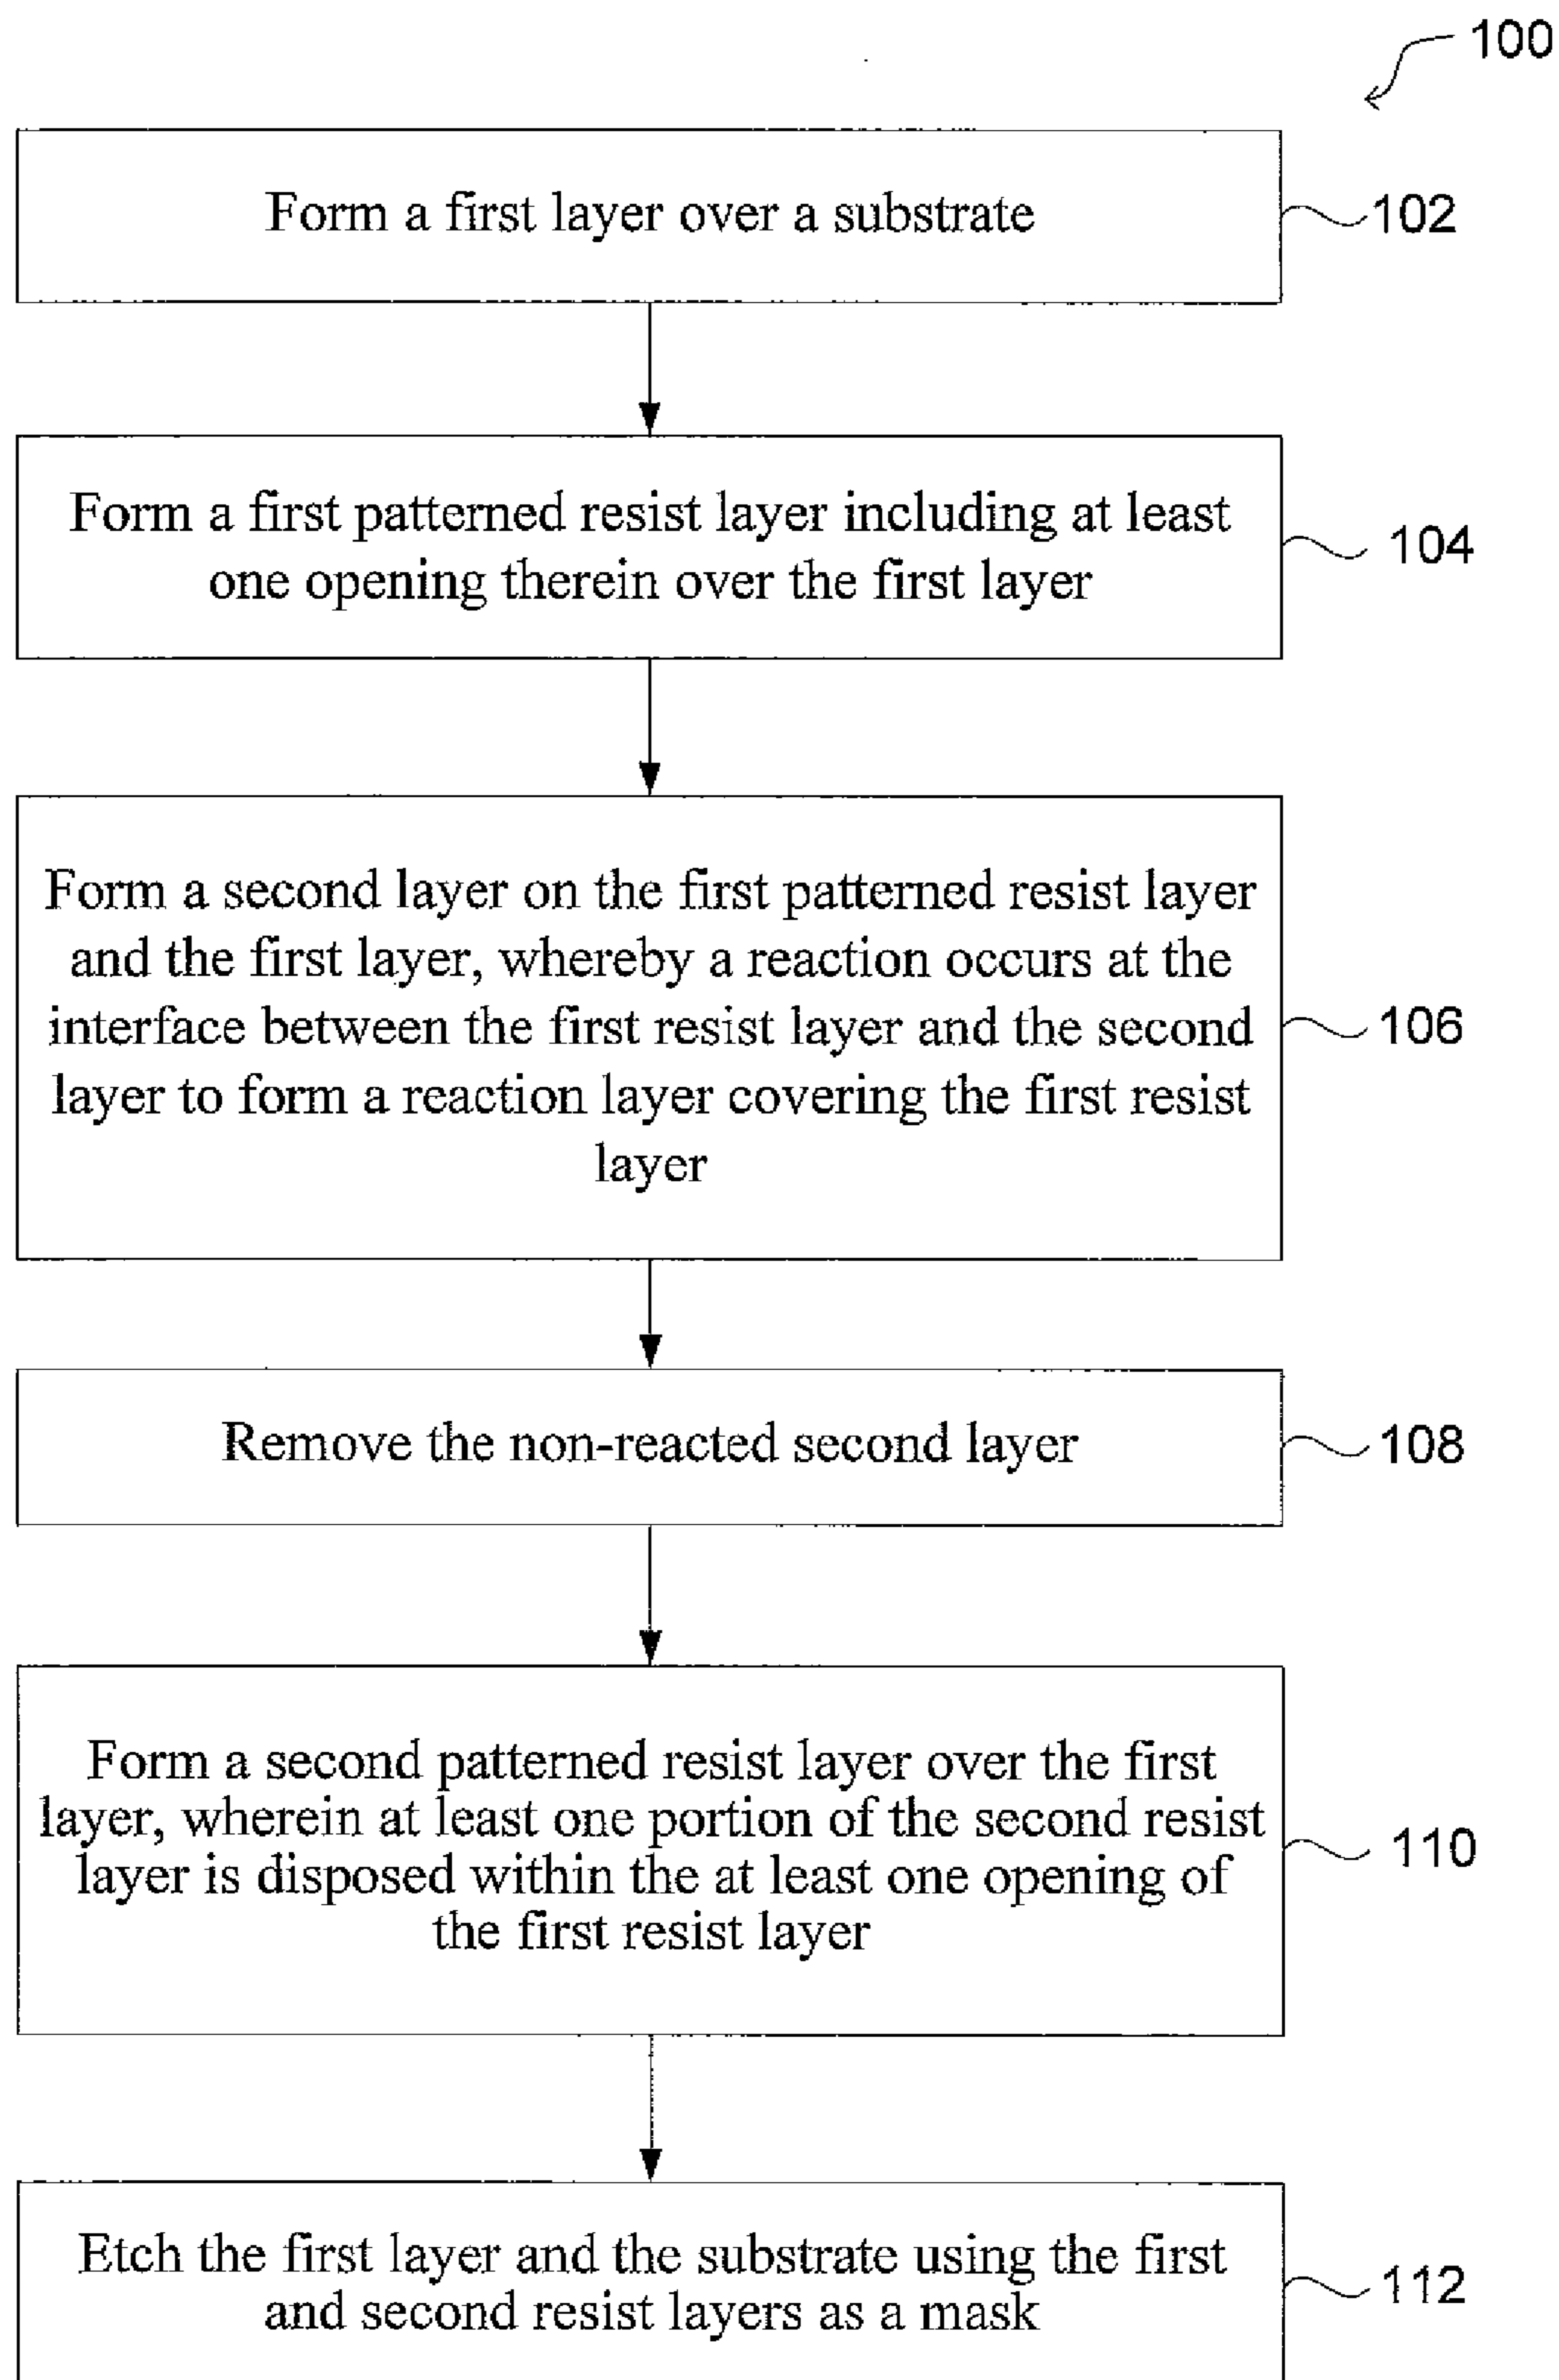 100
Form a first layer over a substrate
102
Form a first patterned resist layer including at least
one opening therein over the first layer
104
Form a second layer on the first patterned resist layer
and the first layer, whereby a reaction occurs at the
interface between the first resist layer and the second
layer to form a reaction layer covering the first resist
layer
106
Remove the non-reacted second layer
108
Form a second patterned resist layer over the first
layer, wherein at least one portion of the second resist
layer is disposed within the at least one opening of
the first resist layer
110
Etch the first layer and the substrate using the first
and second resist layers as a mask
112